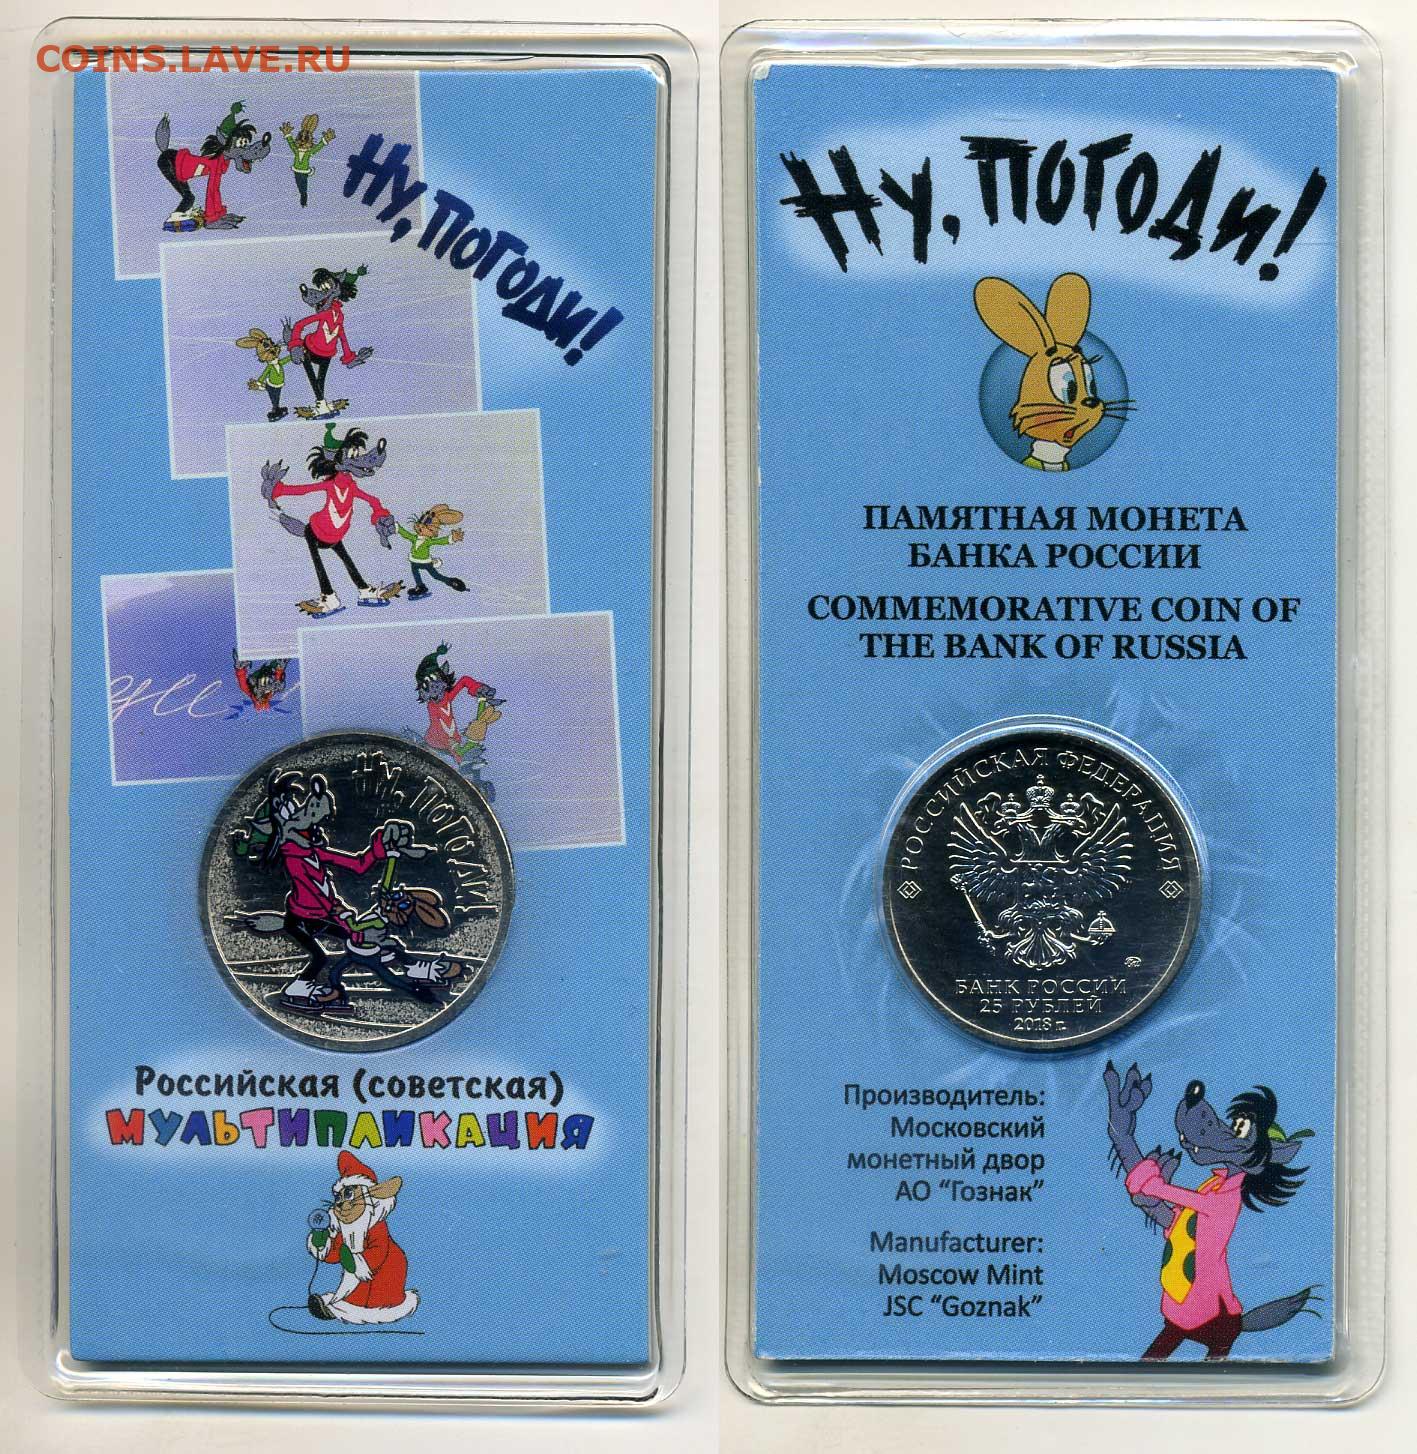 COINS.LAVE.RU
Ну, погоди!
Ну, погоди!
Российская (советская)
МУЛЬТИПЛИКАЦИЯ
Ну, погоди!
ПАМЯТНАЯ МОНЕТА
БАНКА РОССИИ
COMMEMORATIVE COIN OF
THE BANK OF RUSSIA
РОССИЙСКАЯ ФЕДЕРАЦИЯ
БАНК РОССИИ
25 РУБЛЕЙ
2018 г.
Производитель:
Московский
монетный двор
АО “Гознак”
Manufacturer:
Moscow Mint
JSC “Goznak”